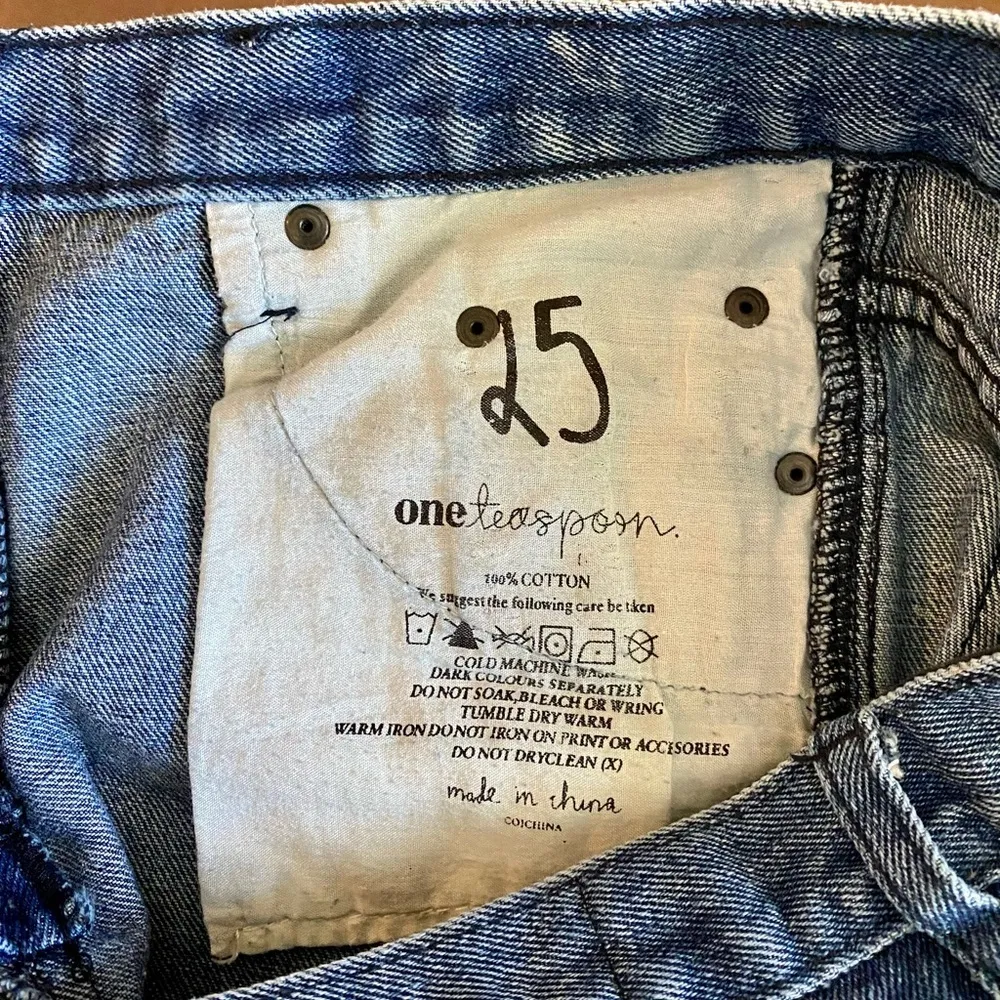 25
oneteaspoon.
100% COTTON
We suggest the following care be taken
COLD MACHINE WASH
DARK COLOURS SEPARATELY
DO NOT SOAK,BLEACH OR WRING
TUMBLE DRY WARM
WARM IRON DO NOT IRON ON PRINT OR ACCISORIES
DO NOT DRYCLEAN (X)
made in china
COICHINA